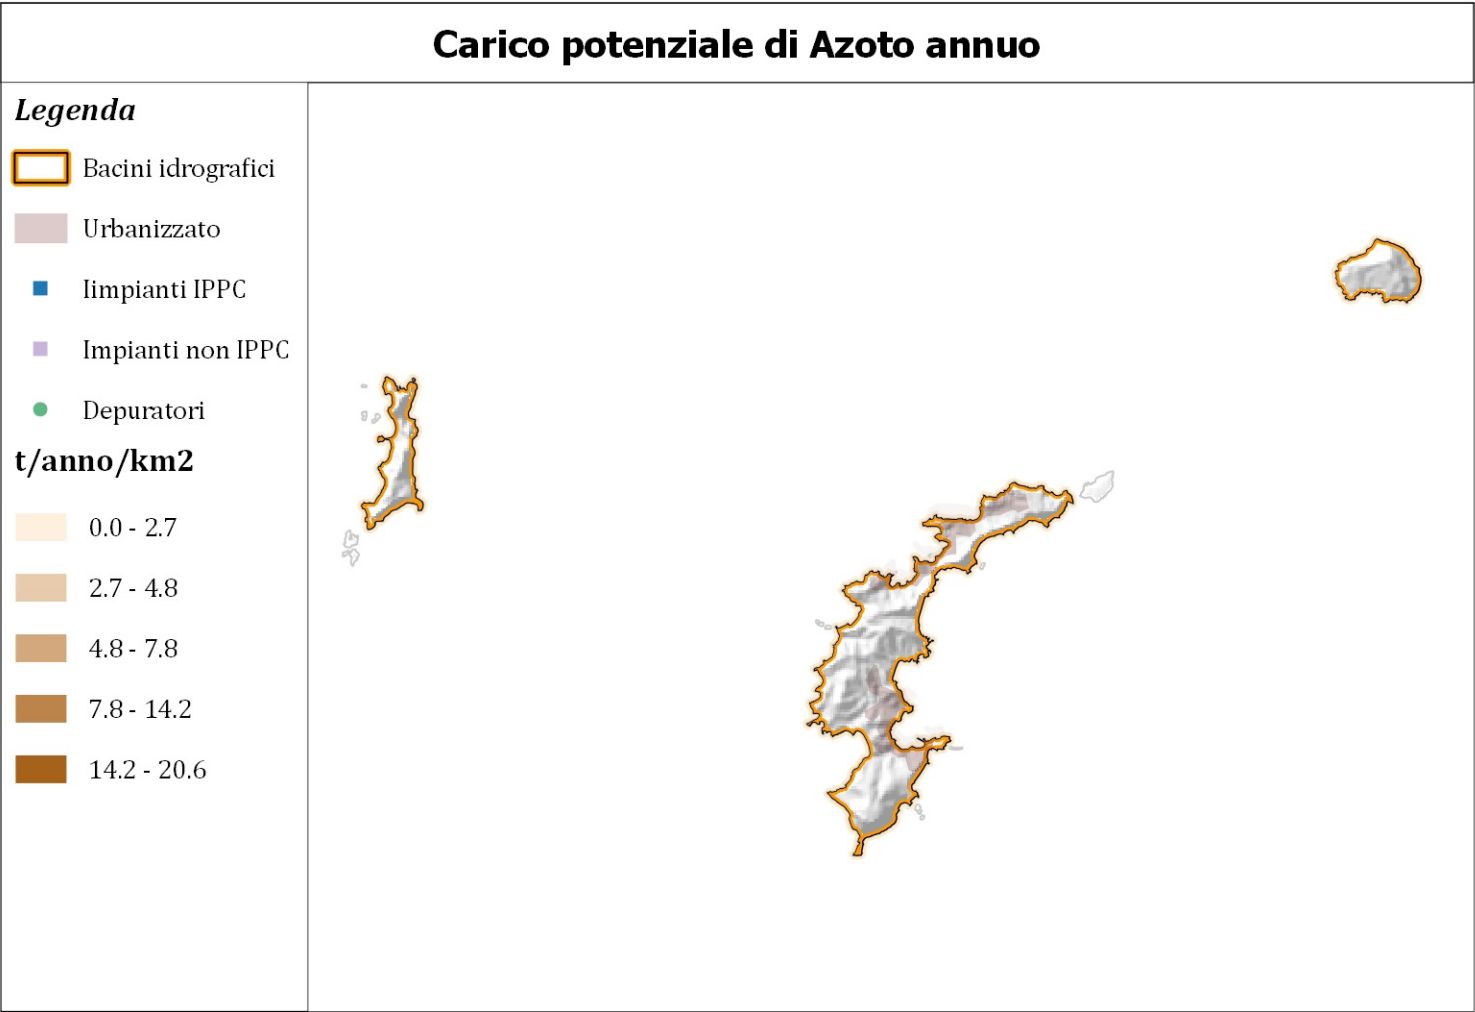 Carico potenziale di Azoto annuo
Legenda
Bacini idrografici
Urbanizzato
Iimpianti IPPC
Impianti non IPPC
Depuratori
t/anno/km2
0.0 - 2.7
2.7 - 4.8
4.8 - 7.8
7.8 - 14.2
14.2 - 20.6